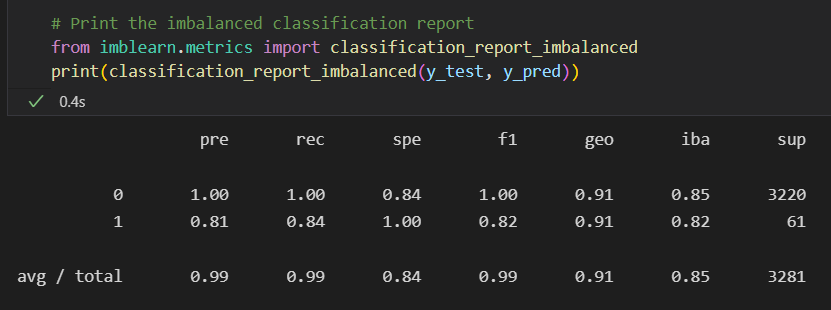 # Print the imbalanced classification report
from imblearn.metrics import classification_report_imbalanced
print(classification_report_imbalanced(y_test, y_pred))
✓ 0.4s
pre rec spe f1 geo iba sup
0 1.00 1.00 0.84 1.00 0.91 0.85 3220
1 0.81 0.84 1.00 0.82 0.91 0.82 61
avg / total 0.99 0.99 0.84 0.99 0.91 0.85 3281